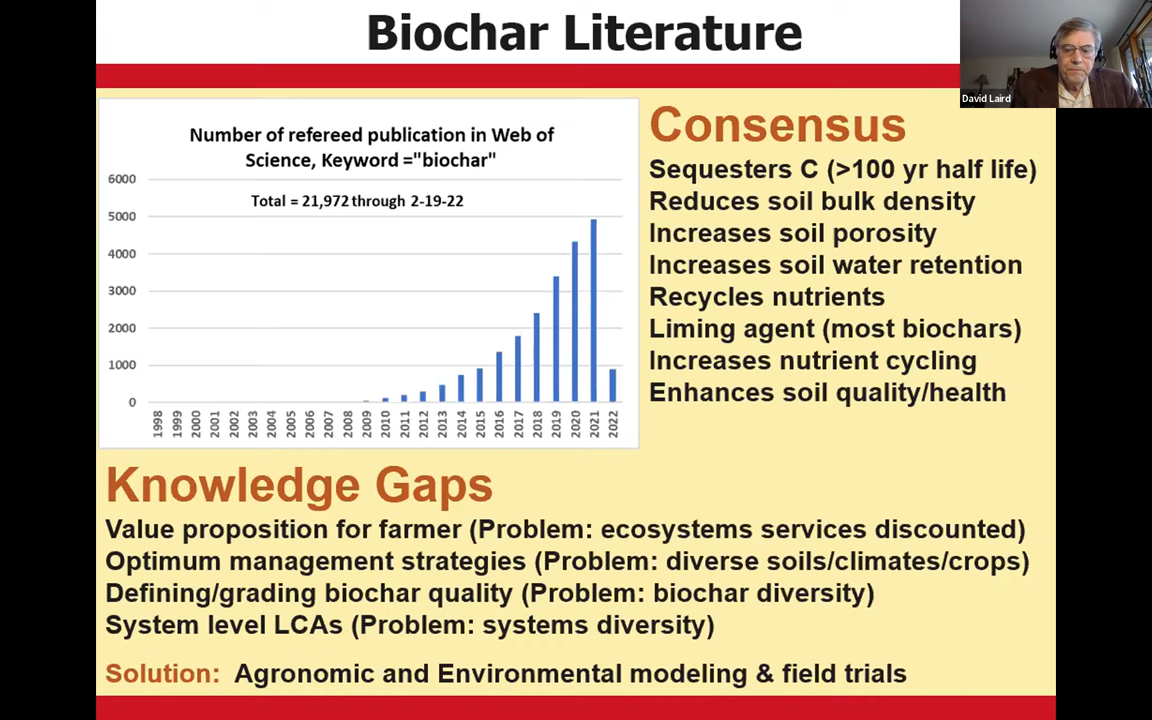 Biochar Literature
David Laird
Number of refereed publication in Web of
Science, Keyword ="biochar"
Total = 21,972 through 2-19-22
6000
5000
4000
3000
2000
1000
0
1998
1999
2000
2001
2002
2003
2004
2005
2006
2007
2008
2009
2010
2011
2012
2013
2014
2015
2016
2017
2018
2019
2020
2021
2022
Consensus
Sequesters C (>100 yr half life)
Reduces soil bulk density
Increases soil porosity
Increases soil water retention
Recycles nutrients
Liming agent (most biochars)
Increases nutrient cycling
Enhances soil quality/health
Knowledge Gaps
Value proposition for farmer (Problem: ecosystems services discounted)
Optimum management strategies (Problem: diverse soils/climates/crops)
Defining/grading biochar quality (Problem: biochar diversity)
System level LCAs (Problem: systems diversity)
Solution: Agronomic and Environmental modeling & field trials